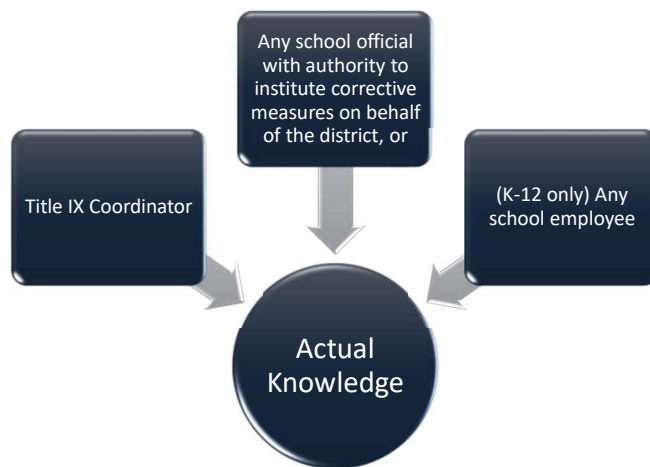 Any school official
with authority to
institute corrective
measures on behalf
of the district, or
Title IX Coordinator
(K-12 only) Any
school employee
Actual
Knowledge